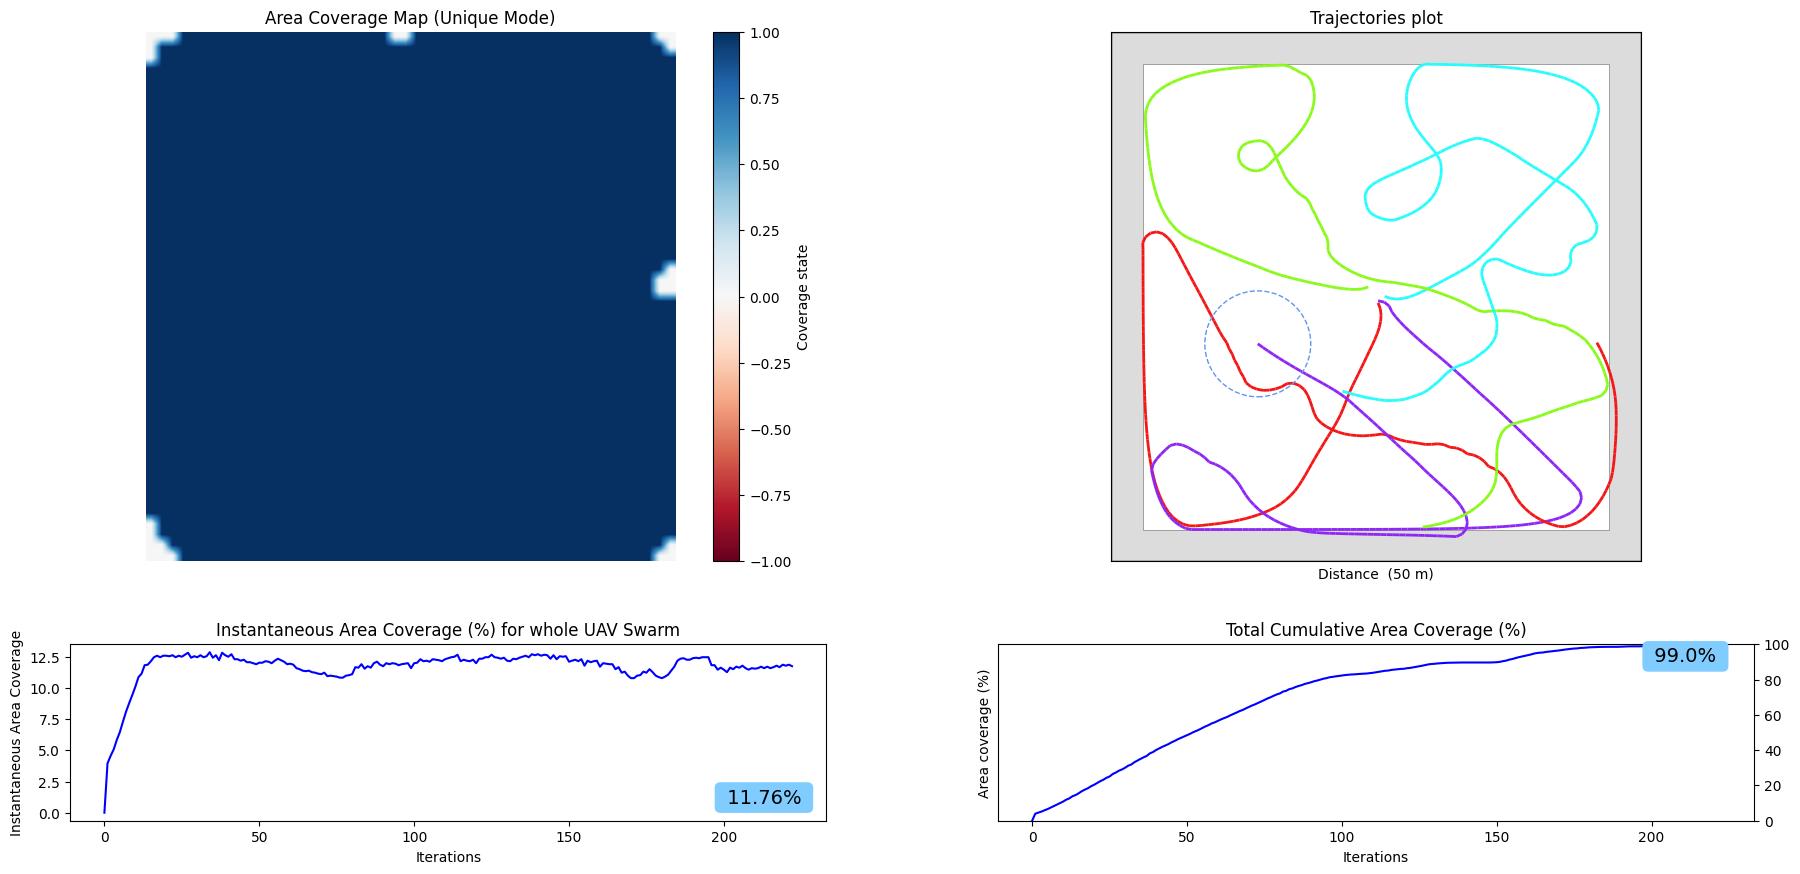 Area Coverage Map (Unique Mode)
1.00
0.75
0.50
0.25
0.00
−0.25
−0.50
−0.75
−1.00
Coverage state
Trajectories plot
Distance  (50 m)
Instantaneous Area Coverage (%) for whole UAV Swarm
Instantaneous Area Coverage
12.5
10.0
7.5
5.0
2.5
0.0
11.76%
0 50 100 150 200
Iterations
Total Cumulative Area Coverage (%)
Area coverage (%)
99.0%
100
80
60
40
20
0
0 50 100 150 200
Iterations